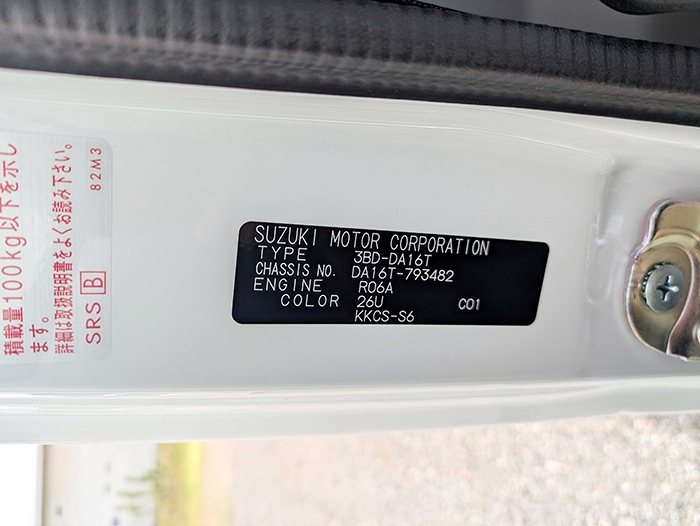 SUZUKI MOTOR CORPORATION
TYPE 3BD-DA16T
CHASSIS NO. DA16T-793482
ENGINE R06A
COLOR 26U C01
KKCS-S6
積載量100kg以下を示し
ます。
詳細は取扱説明書をよくお読み下さい。
SRS B 82M3